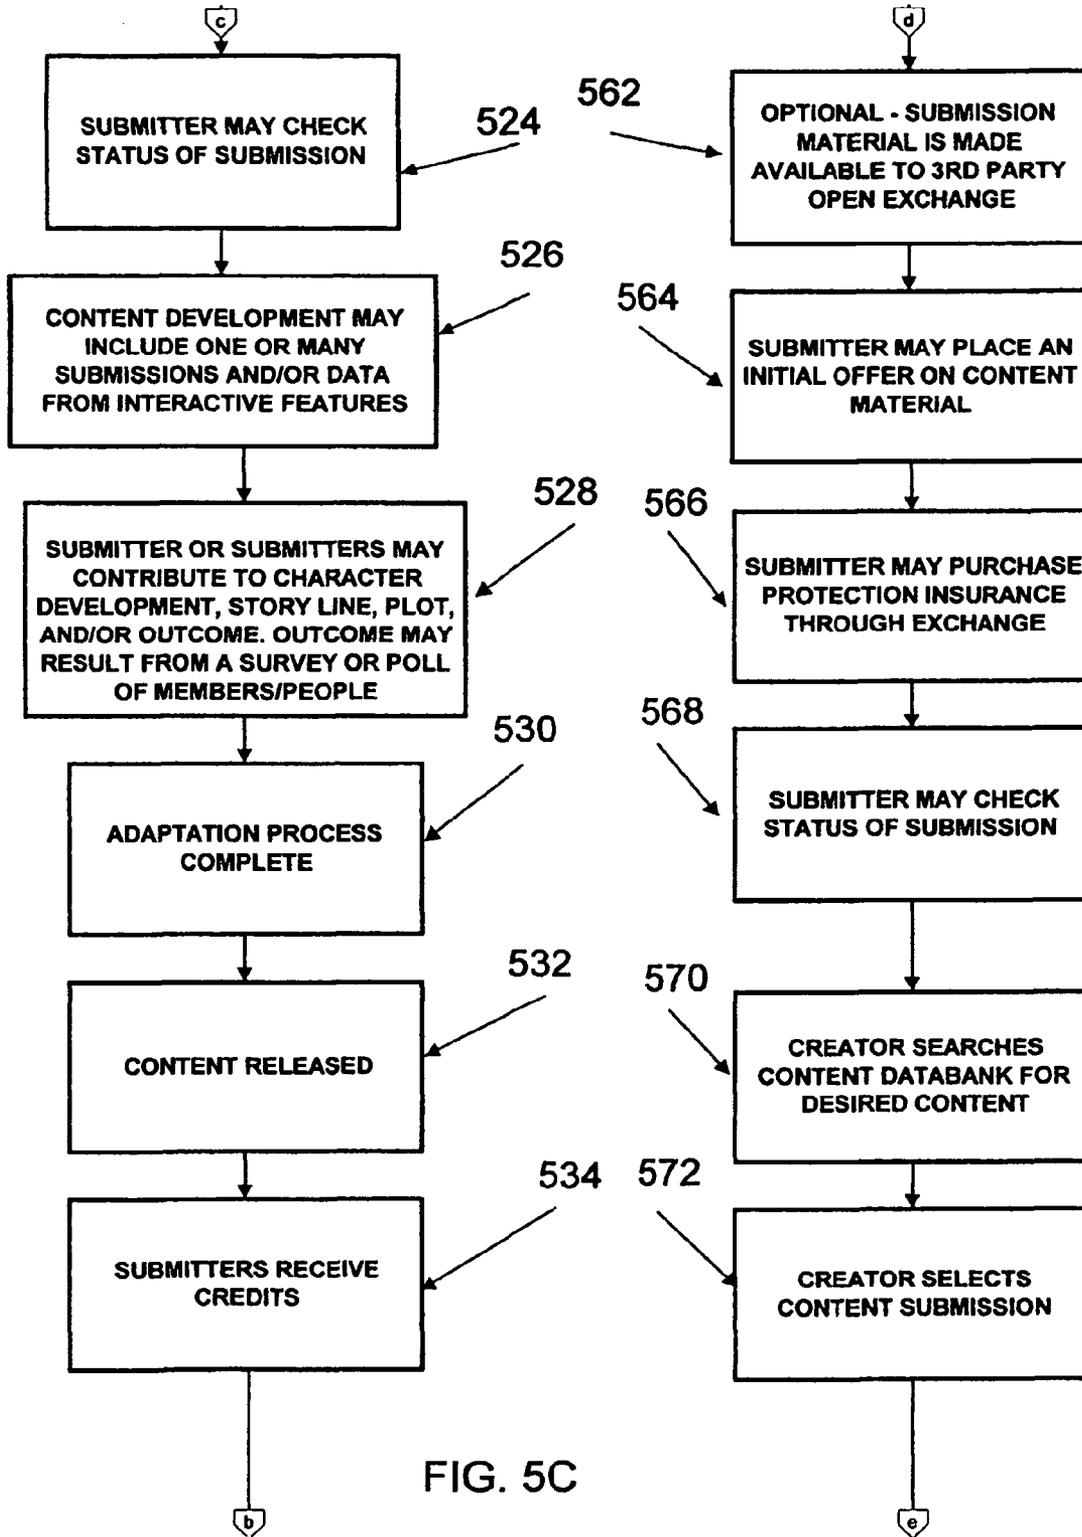 c
SUBMITTER MAY CHECK
STATUS OF SUBMISSION
524
CONTENT DEVELOPMENT MAY
INCLUDE ONE OR MANY
SUBMISSIONS AND/OR DATA
FROM INTERACTIVE FEATURES
526
SUBMITTER OR SUBMITTERS MAY
CONTRIBUTE TO CHARACTER
DEVELOPMENT, STORY LINE, PLOT,
AND/OR OUTCOME. OUTCOME MAY
RESULT FROM A SURVEY OR POLL
OF MEMBERS/PEOPLE
528
ADAPTATION PROCESS
COMPLETE
530
CONTENT RELEASED
532
SUBMITTERS RECEIVE
CREDITS
534
b
d
562
OPTIONAL - SUBMISSION
MATERIAL IS MADE
AVAILABLE TO 3RD PARTY
OPEN EXCHANGE
564
SUBMITTER MAY PLACE AN
INITIAL OFFER ON CONTENT
MATERIAL
566
SUBMITTER MAY PURCHASE
PROTECTION INSURANCE
THROUGH EXCHANGE
568
SUBMITTER MAY CHECK
STATUS OF SUBMISSION
570
CREATOR SEARCHES
CONTENT DATABANK FOR
DESIRED CONTENT
572
CREATOR SELECTS
CONTENT SUBMISSION
e
FIG. 5C